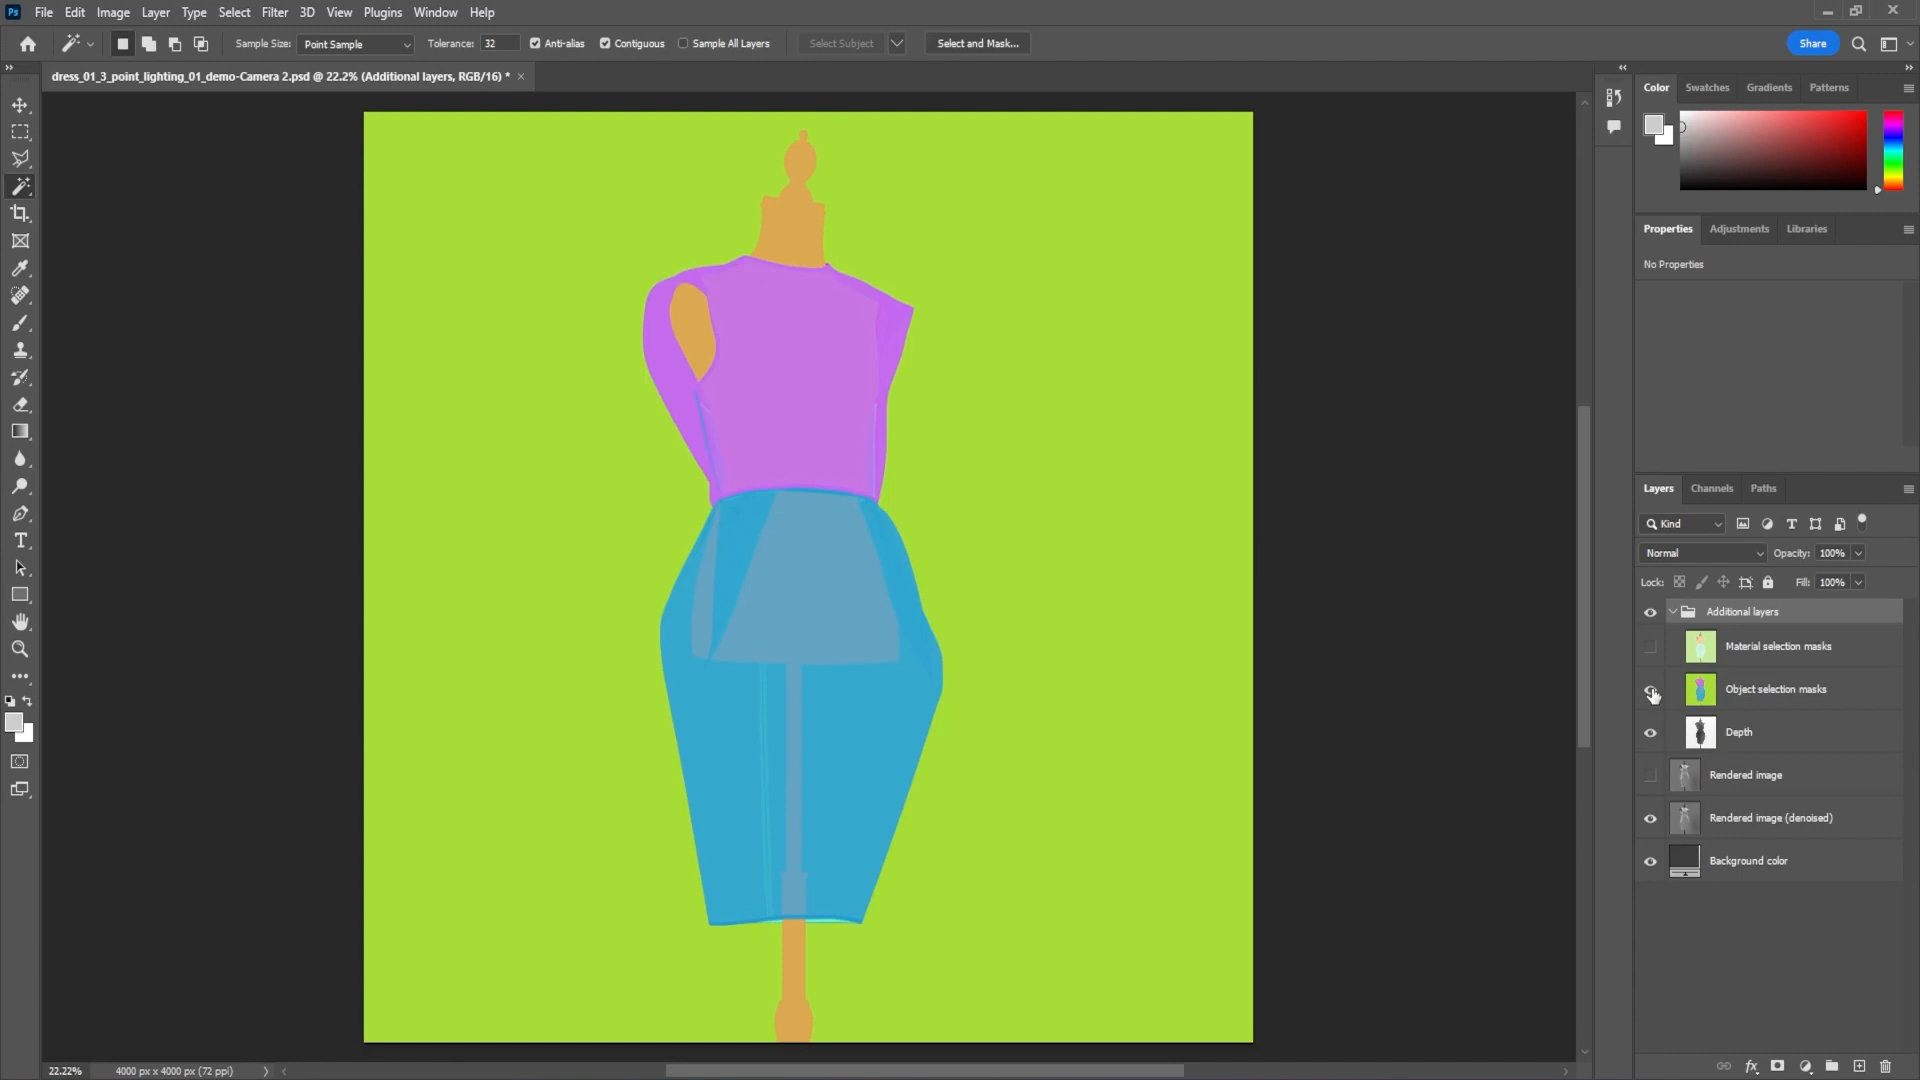 Ps File Edit Image Layer Type Select Filter 3D View Plugins Window Help
Sample Size: Point Sample Tolerance: 32 Anti-alias Contiguous Sample All Layers Select Subject Select and Mask... Share
dress_01_3_point_lighting_01_demo-Camera 2.psd @ 22.2% (Additional layers, RGB/16) *
Color Swatches Gradients Patterns
Properties Adjustments Libraries
No Properties
Layers Channels Paths
Kind
Normal Opacity: 100%
Lock: Fill: 100%
Additional layers
Material selection masks
Object selection masks
Depth
Rendered image
Rendered image (denoised)
Background color
22.22% 4000 px x 4000 px (72 ppi)